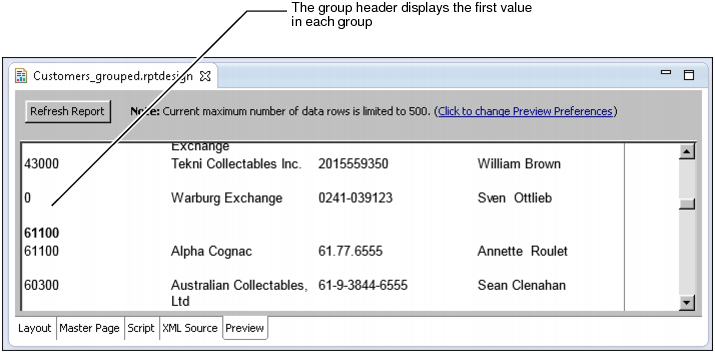 The group header displays the first value
in each group
Customers_grouped.rptdesign
Refresh Report Note: Current maximum number of data rows is limited to 500. (Click to change Preview Preferences)
Exchange
43000 Tekni Collectables Inc. 2015559350 William Brown
0 Warburg Exchange 0241-039123 Sven Ottlieb
61100
61100 Alpha Cognac 61.77.6555 Annette Roulet
60300 Australian Collectables, 61-9-3844-6555 Sean Clenahan
Ltd
Layout Master Page Script XML Source Preview